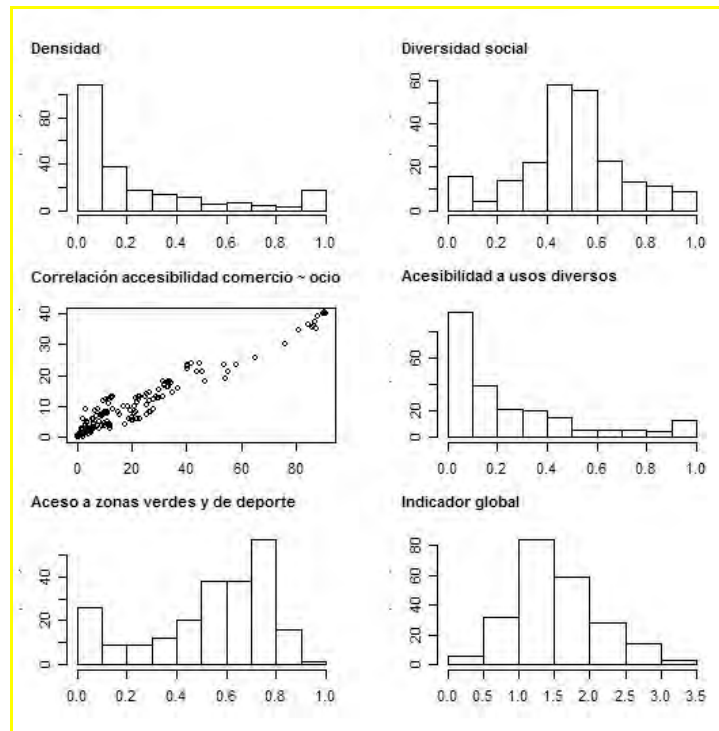 Densidad
80
40
0
0.0 0.2 0.4 0.6 0.8 1.0
Diversidad social
60
40
20
0
0.0 0.2 0.4 0.6 0.8 1.0
Correlación accesibilidad comercio ~ ocio
40
30
20
10
0
0 20 40 60 80
Acesibilidad a usos diversos
60
20
0
0.0 0.2 0.4 0.6 0.8 1.0
Aceso a zonas verdes y de deporte
40
20
0
0.0 0.2 0.4 0.6 0.8 1.0
Indicador global
80
60
40
20
0
0.0 0.5 1.0 1.5 2.0 2.5 3.0 3.5